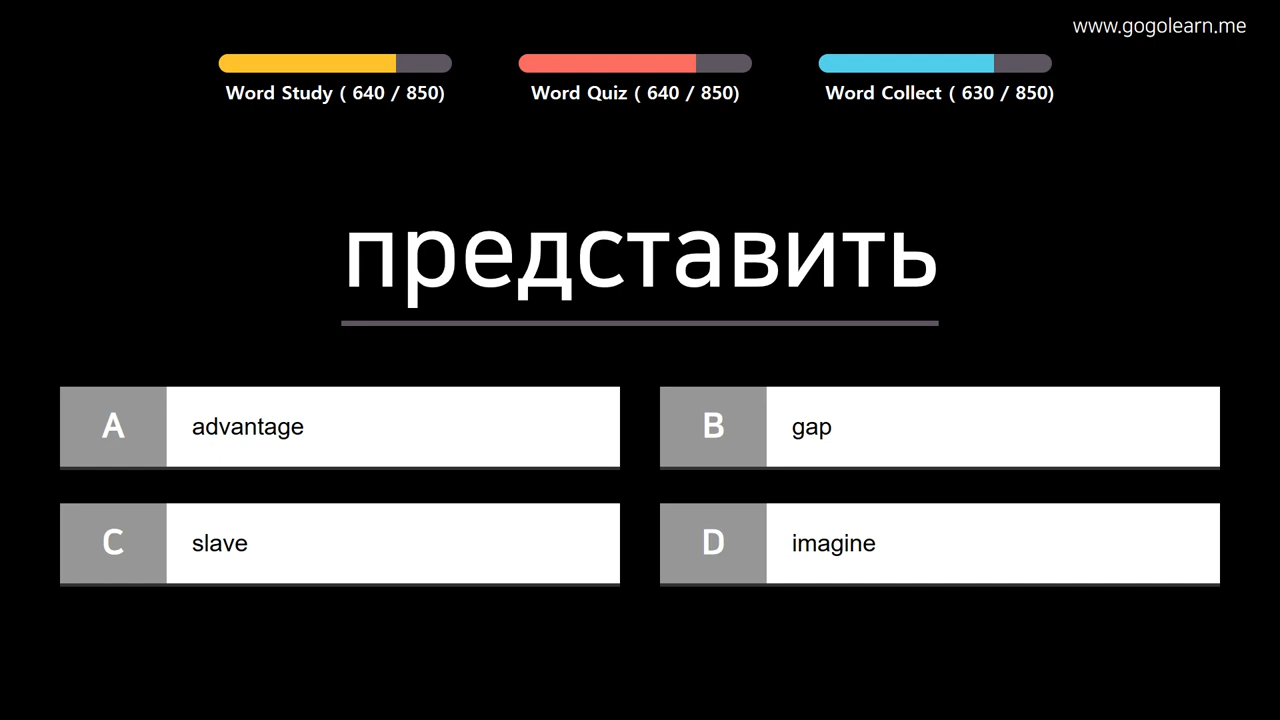 www.gogolearn.me
Word Study ( 640 / 850)
Word Quiz ( 640 / 850)
Word Collect ( 630 / 850)
представить
A advantage
B gap
C slave
D imagine